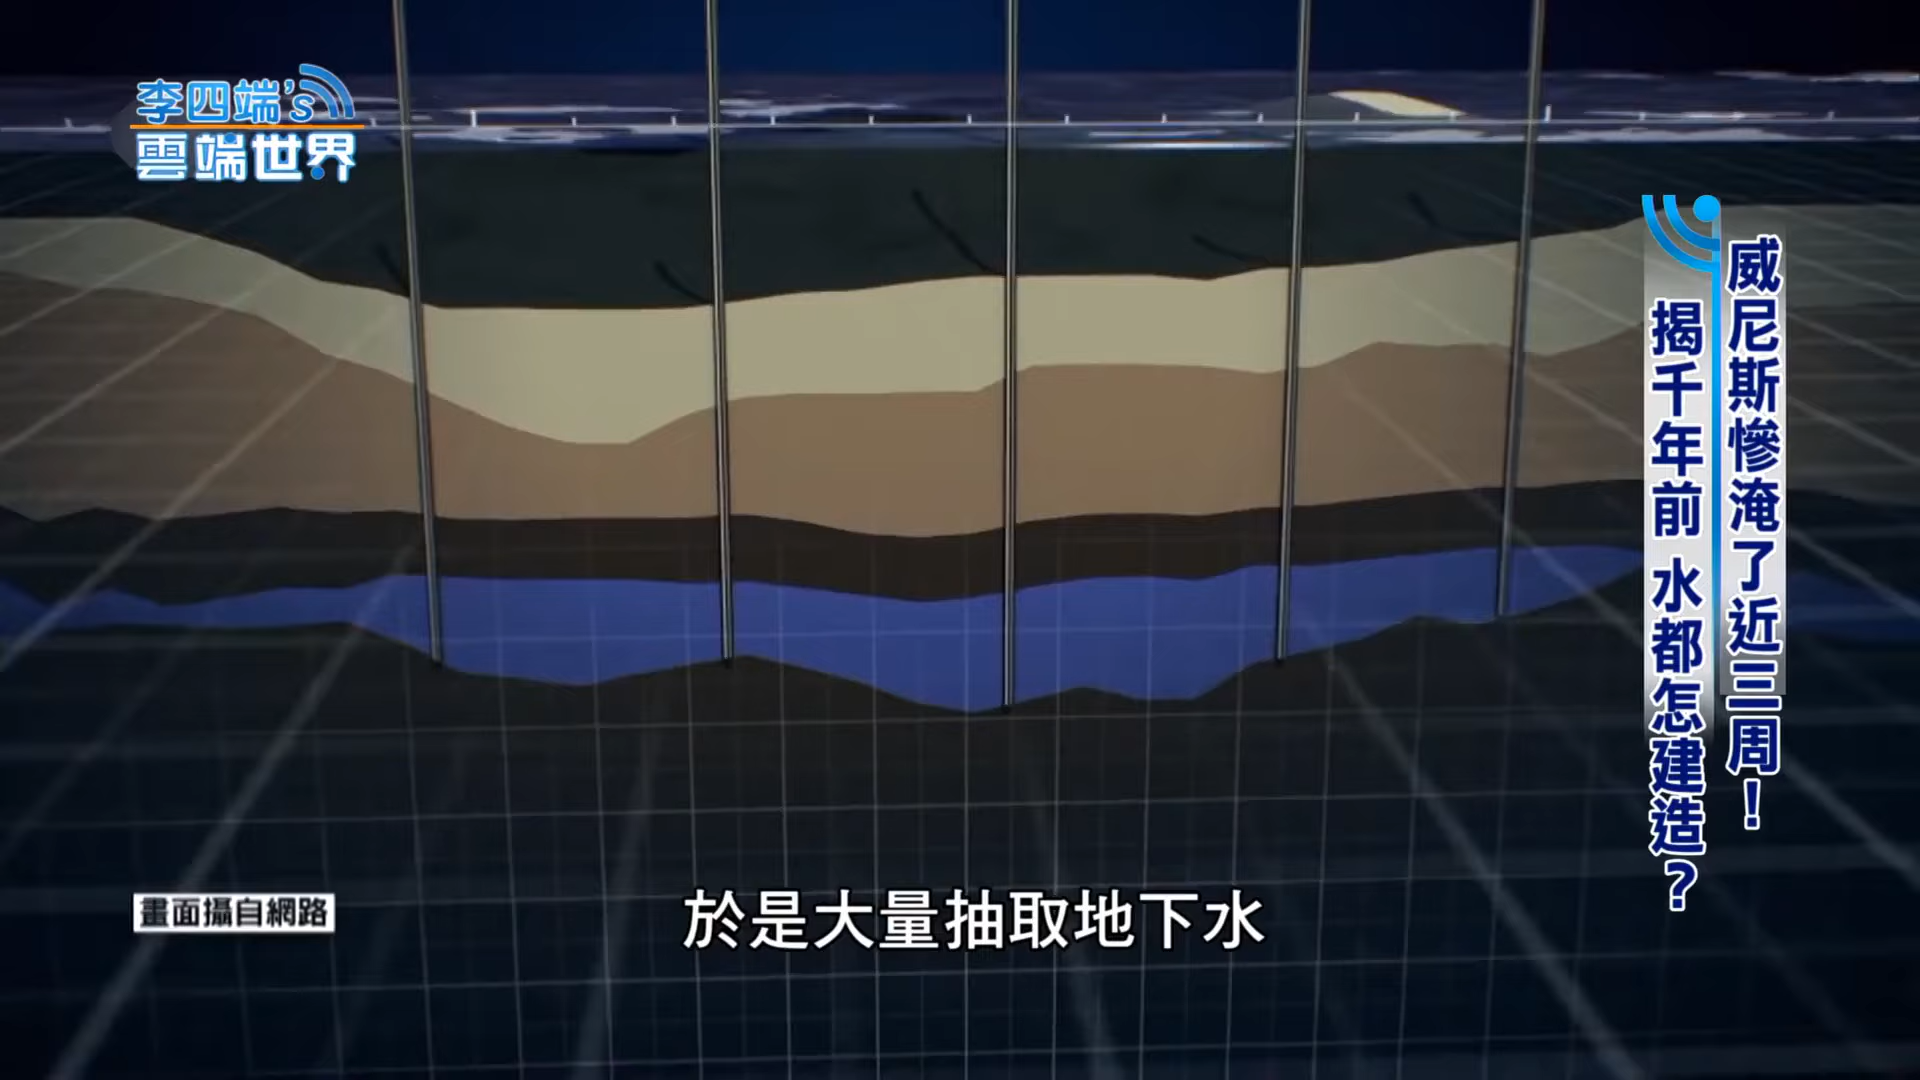 李四端's
雲端世界
威尼斯慘淹了近三周！
揭千年前 水都怎建造？
畫面攝自網路
於是大量抽取地下水